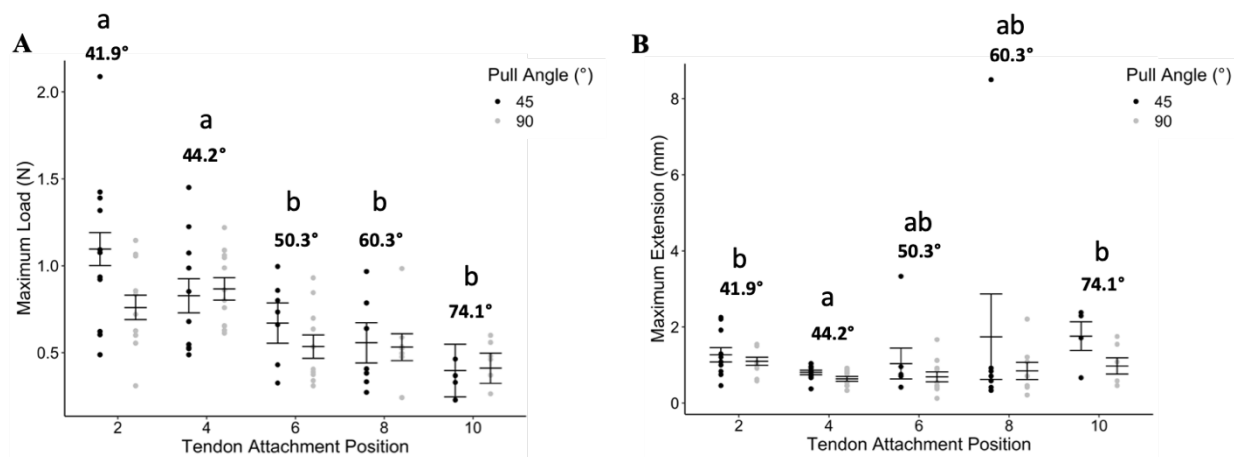 A
a
41.9°
a
44.2°
b
50.3°
b
60.3°
b
74.1°
Pull Angle (°)
45
90
Maximum Load (N)
2.0
1.5
1.0
0.5
2 4 6 8 10
Tendon Attachment Position
B
b
41.9°
a
44.2°
ab
50.3°
ab
60.3°
b
74.1°
Pull Angle (°)
45
90
Maximum Extension (mm)
8
6
4
2
0
2 4 6 8 10
Tendon Attachment Position